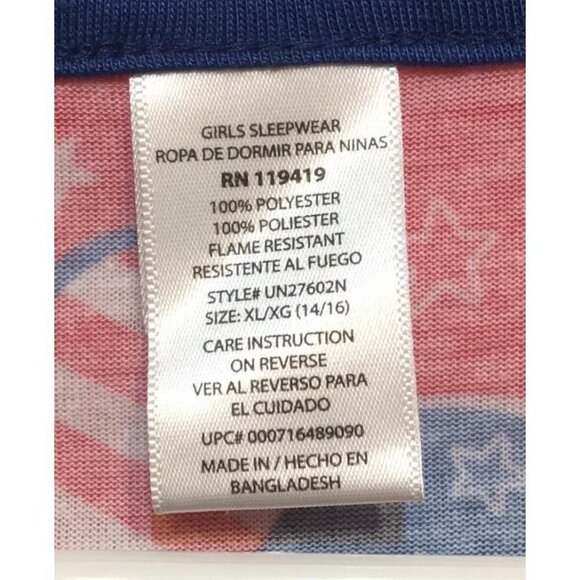 GIRLS SLEEPWEAR
ROPA DE DORMIR PARA NINAS
RN 119419
100% POLYESTER
100% POLIESTER
FLAME RESISTANT
RESISTENTE AL FUEGO
STYLE# UN27602N
SIZE: XL/XG (14/16)
CARE INSTRUCTION
ON REVERSE
VER AL REVERSO PARA
EL CUIDADO
UPC# 000716489090
MADE IN / HECHO EN
BANGLADESH